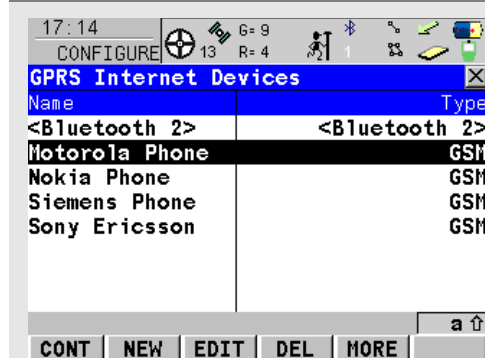 17:14
CONFIGURE
13
G= 9
R= 4
1
GPRS Internet Devices
Name Type
<Bluetooth 2> <Bluetooth 2>
Motorola Phone GSM
Nokia Phone GSM
Siemens Phone GSM
Sony Ericsson GSM
a
CONT NEW EDIT DEL MORE